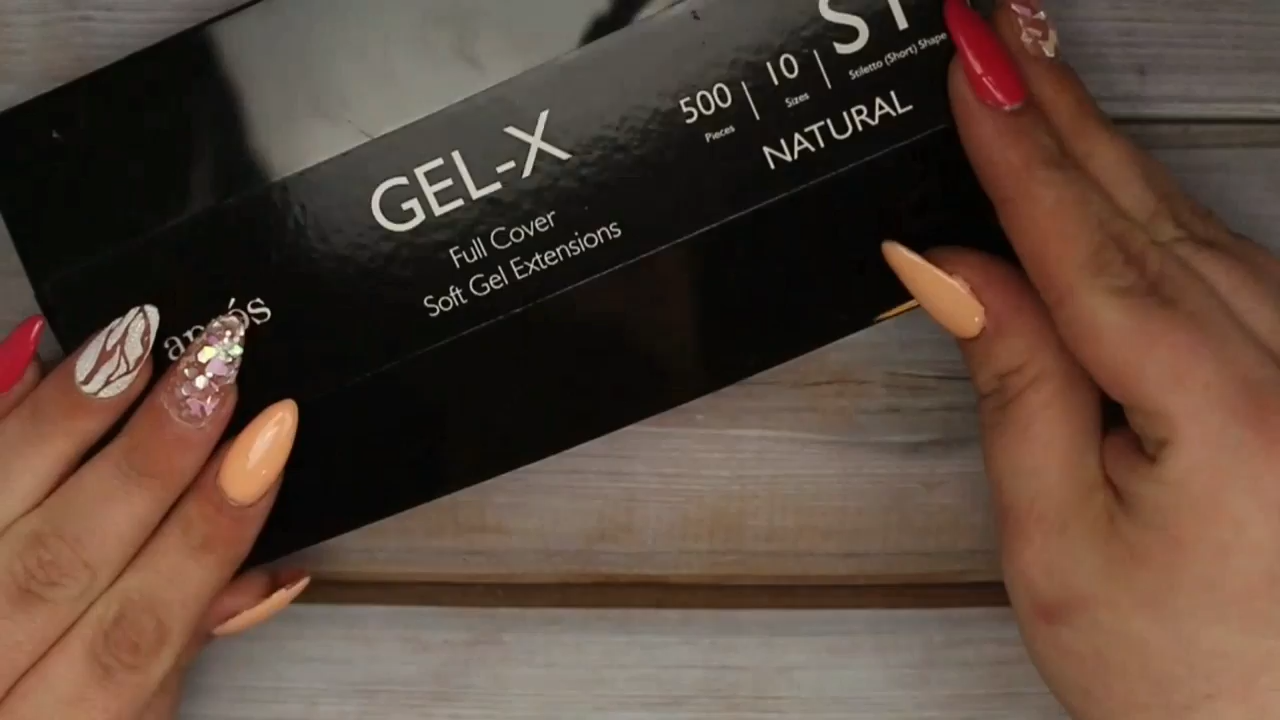 GEL-X
Full Cover
Soft Gel Extensions
500
Pieces
10
Sizes
Stiletto (Short) Shape
NATURAL